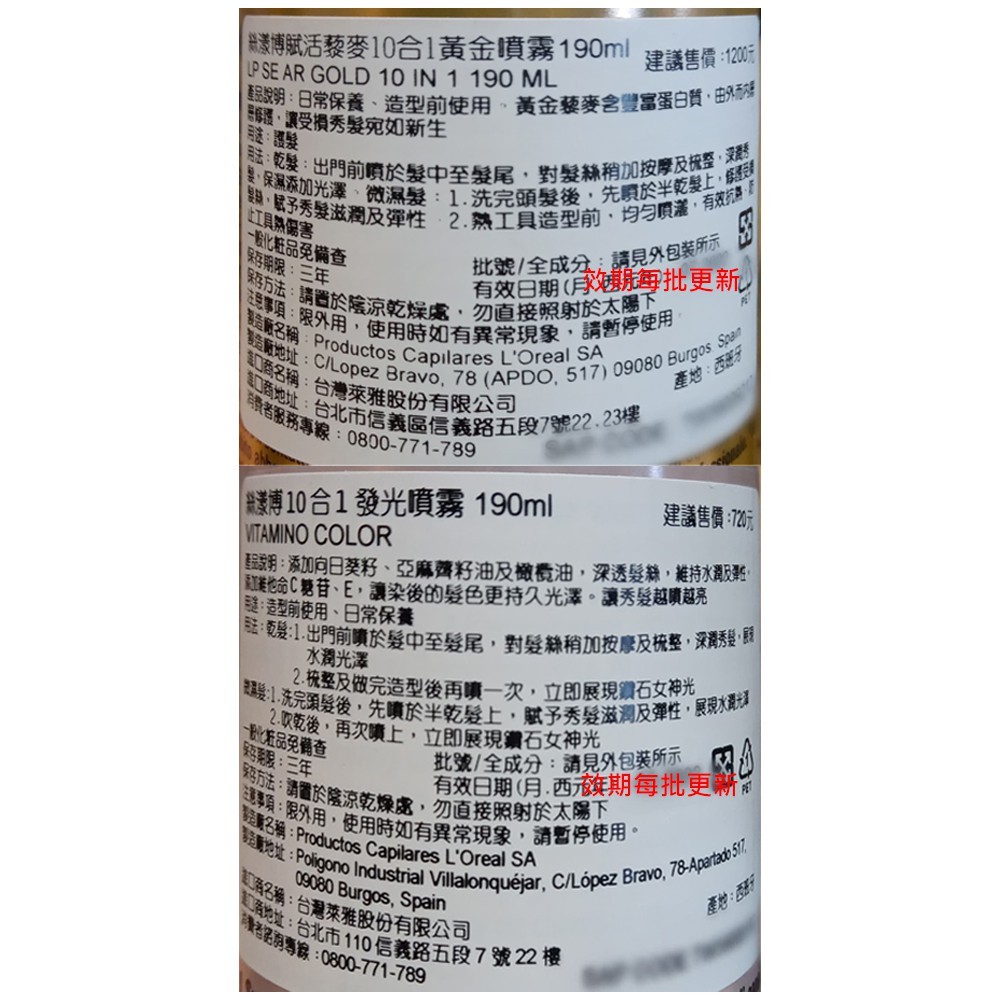 絲漾博賦活藜麥10合1黃金噴霧190ml 建議售價:1200元
LP SE AR GOLD 10 IN 1 190 ML
產品說明:日常保養、造型前使用。黃金藜麥含豐富蛋白質,由外而內層
層修護,讓受損秀髮宛如新生
用途:護髮
用法:乾髮:出門前噴於髮中至髮尾,對髮絲稍加按摩及梳整,深潤秀
髮,保濕添加光澤、微濕髮:1.洗完頭髮後,先噴於半乾髮上,修護受損
髮絲,賦予秀髮滋潤及彈性 2.熱工具造型前,均勻噴灑,有效抗熱,防
止工具熱傷害
一般化粧品免備查
保存期限:三年 批號/全成分:請見外包裝所示
有效日期(月 效期每批更新
保存方法:請置於陰涼乾燥處,勿直接照射於太陽下
PET
注意事項:限外用,使用時如有異常現象,請暫停使用
製造廠名稱:Productos Capilares L'Oreal SA
製造廠地址:C/Lopez Bravo, 78 (APDO, 517) 09080 Burgos, Spain
進口商名稱:台灣萊雅股份有限公司 產地:西班牙
進口商地址:台北市信義區信義路五段7號22,23樓
消費者服務專線:0800-771-789
絲漾博10合1發光噴霧 190ml 建議售價:720元
VITAMINO COLOR
產品說明:添加向日葵籽、亞麻薺籽油及橄欖油,深透髮絲,維持水潤及彈性。
添加維他命C醣苷、E,讓染後的髮色更持久光澤。讓秀髮越噴越亮
用途:造型前使用、日常保養
用法:乾髮:1.出門前噴於髮中至髮尾,對髮絲稍加按摩及梳整,深潤秀髮,展現
水潤光澤
2.梳整及做完造型後再噴一次,立即展現鑽石女神光
微濕髮:1.洗完頭髮後,先噴於半乾髮上,賦予秀髮滋潤及彈性,展現水潤光澤
2.吹乾後,再次噴上,立即展現鑽石女神光
一般化粧品免備查
保存期限:三年 批號/全成分:請見外包裝所示
有效日期(月.西元 效期每批更新
PET
保存方法:請置於陰涼乾燥處,勿直接照射於太陽下
注意事項:限外用,使用時如有異常現象,請暫停使用。
製造廠名稱:Productos Capilares L'Oreal SA
製造廠地址:Poligono Industrial Villalonquéjar, C/López Bravo, 78-Apartado 517,
09080 Burgos, Spain 產地:西班牙
進口商名稱:台灣萊雅股份有限公司
進口商地址:台北市110信義路五段7號22樓
消費者諮詢專線:0800-771-789